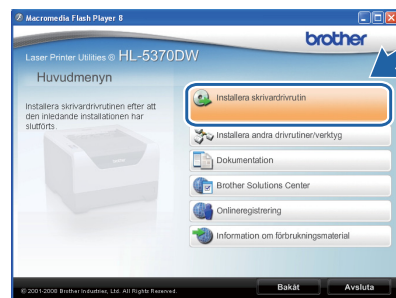 Macromedia Flash Player 8
brother
Laser Printer Utilities ® HL-5370DW
Huvudmenyn
Installera skrivardrivrutinen efter att
den inledande installationen har
slutförts.
Installera skrivardrivrutin
Installera andra drivrutiner/verktyg
Dokumentation
Brother Solutions Center
Onlineregistrering
Information om förbrukningsmaterial
© 2001-2008 Brother Industries, Ltd. All Rights Reserved.
Bakåt
Avsluta